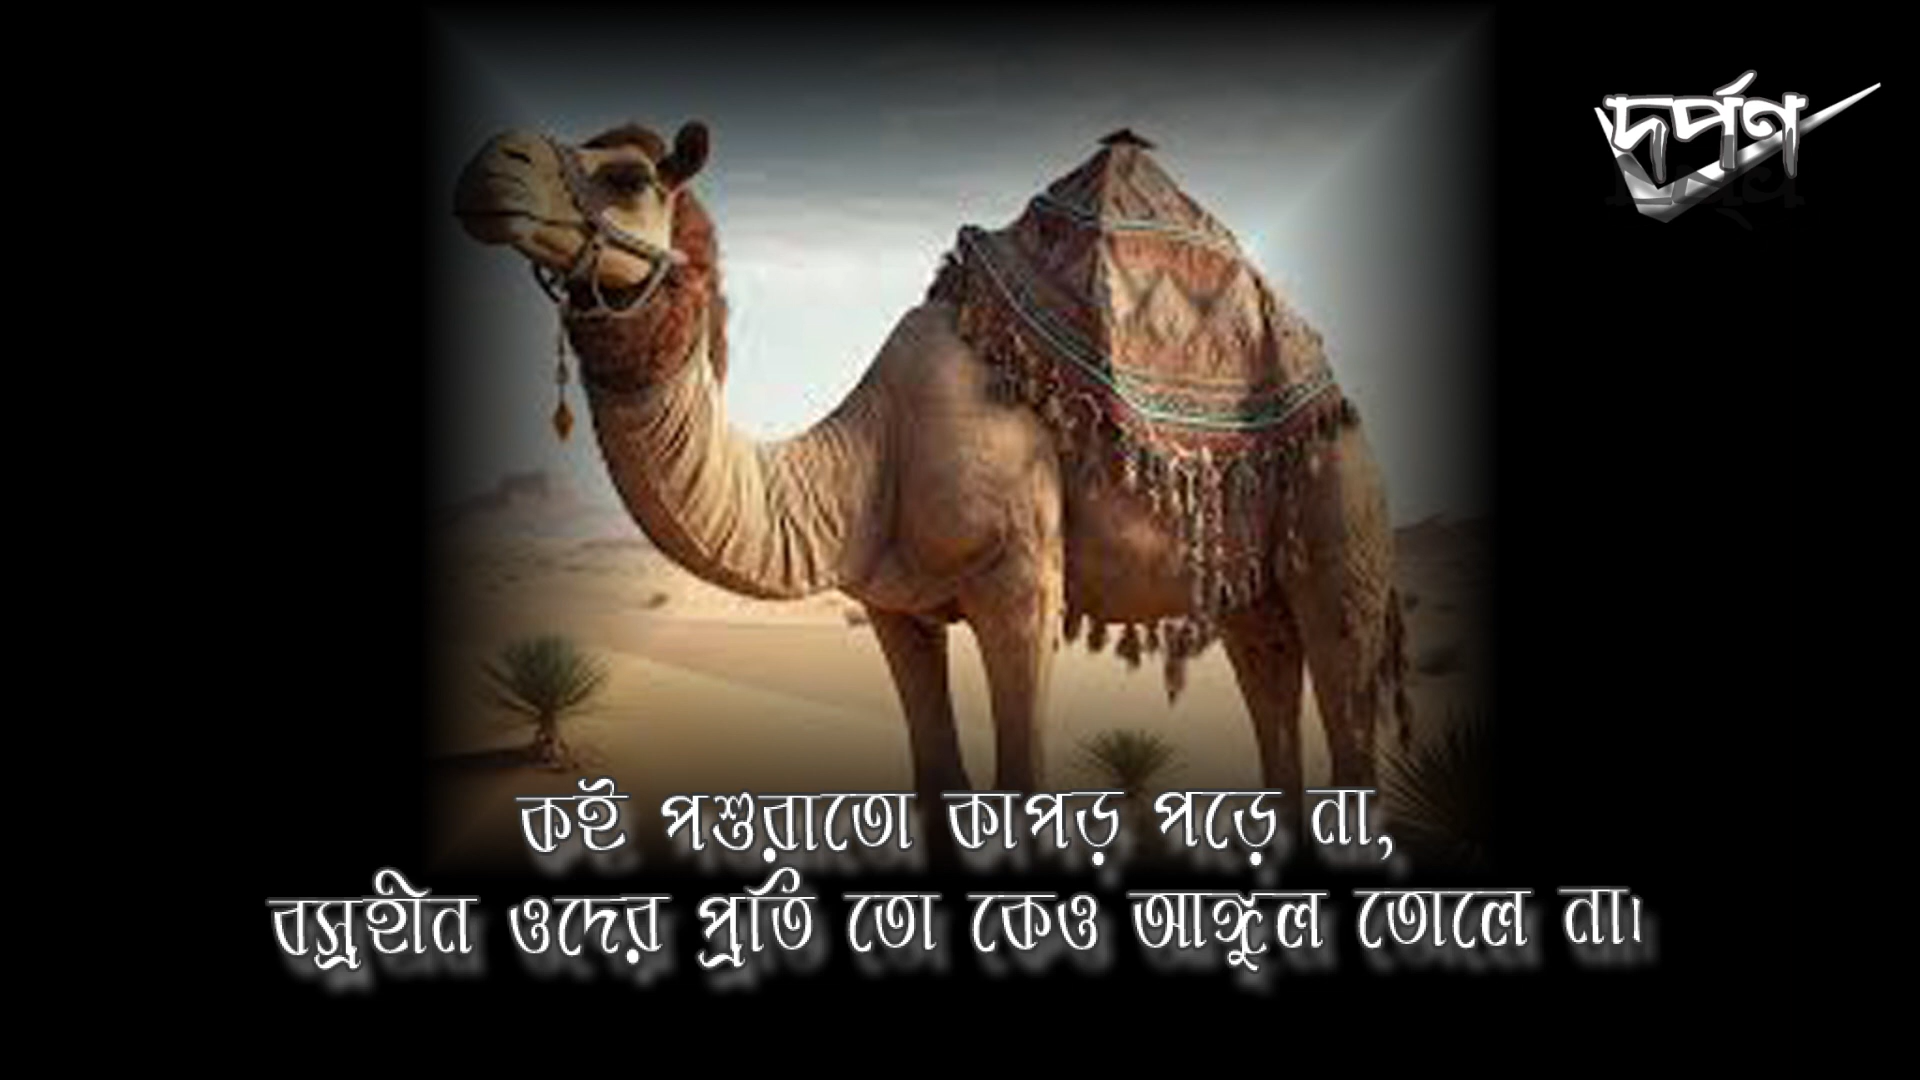 দর্পণ
কই পশুরাতো কাপড় পড়ে না,
বস্ত্রহীন ওদের প্রতি তো কেও আঙ্গুল তোলে না।